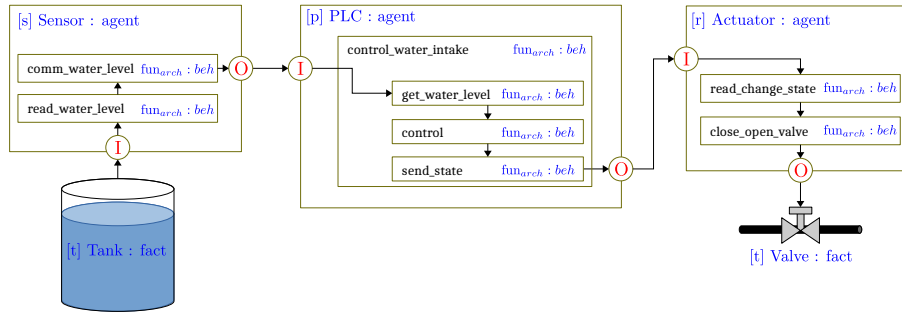 [s] Sensor : agent
comm_water_level fun_arch : beh
O
read_water_level fun_arch : beh
I
[t] Tank : fact
[p] PLC : agent
control_water_intake fun_arch : beh
I
get_water_level fun_arch : beh
control fun_arch : beh
send_state fun_arch : beh
O
[r] Actuator : agent
I
read_change_state fun_arch : beh
close_open_valve fun_arch : beh
O
[t] Valve : fact